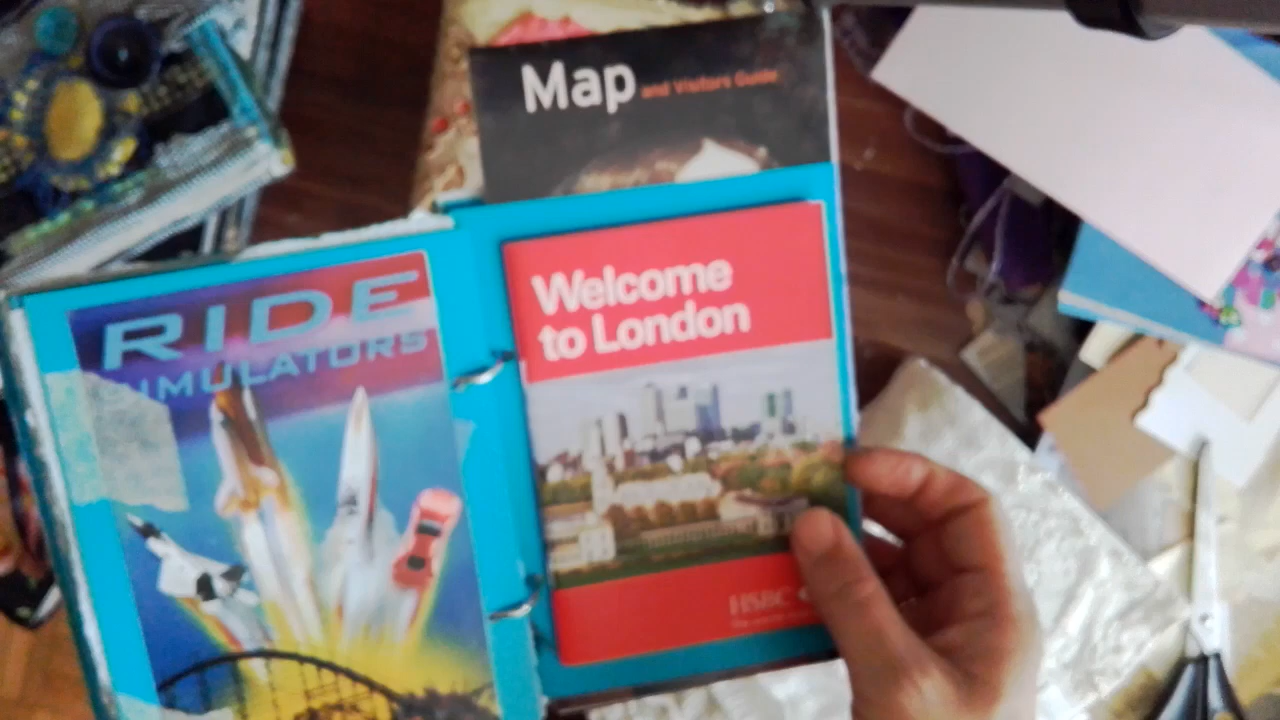 Map and Visitors Guide
RIDE
SIMULATORS
Welcome
to London
HSBC